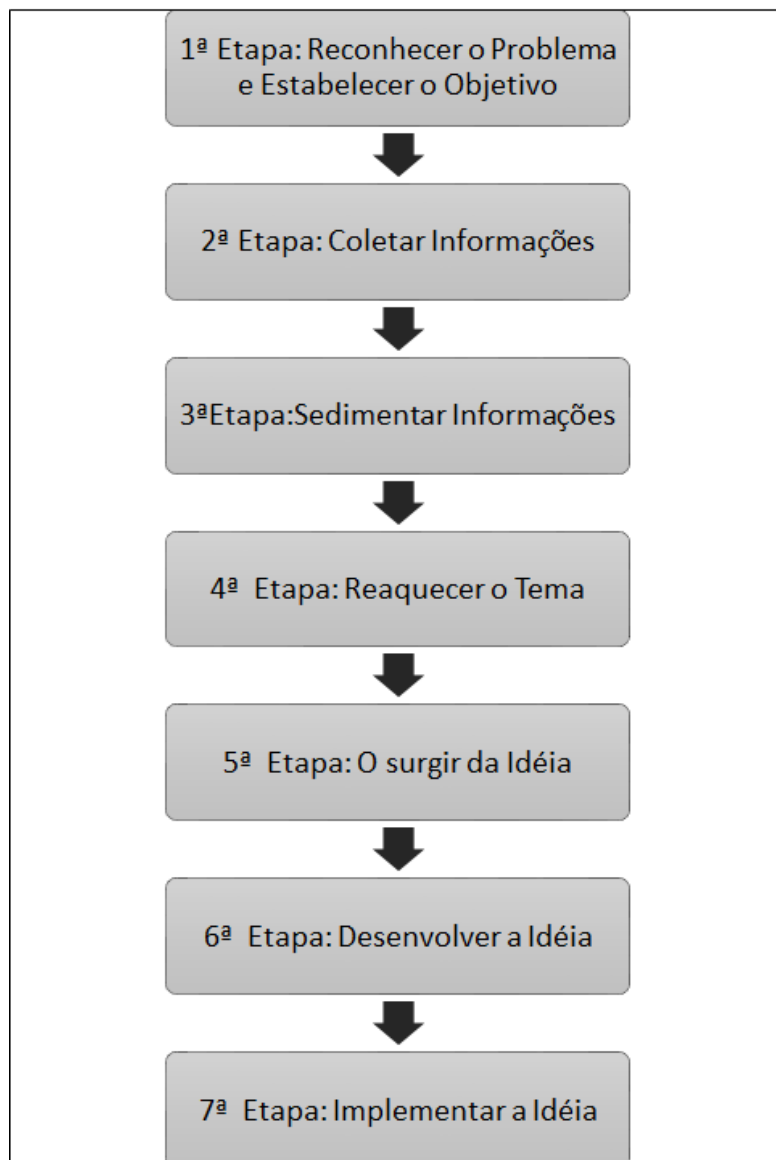 1ª Etapa: Reconhecer o Problema
e Estabelecer o Objetivo
2ª Etapa: Coletar Informações
3ªEtapa:Sedimentar Informações
4ª Etapa: Reaquecer o Tema
5ª Etapa: O surgir da Idéia
6ª Etapa: Desenvolver a Idéia
7ª Etapa: Implementar a Idéia